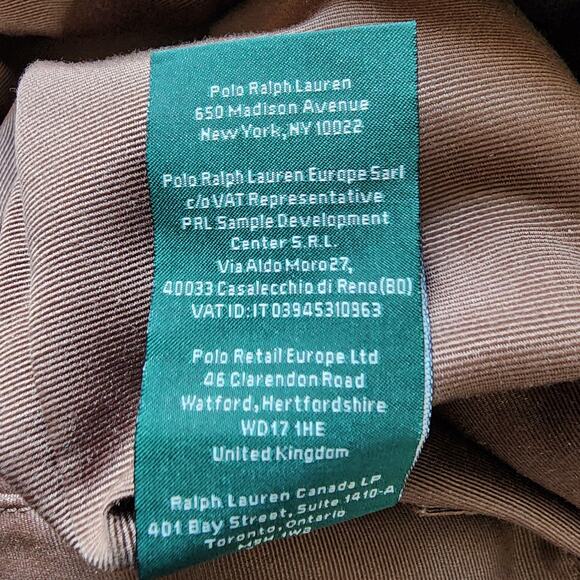 Polo Ralph Lauren
650 Madison Avenue
New York, NY 10022
Polo Ralph Lauren Europe Sarl
c/o VAT Representative
PRL Sample Development
Center S.R.L.
Via Aldo Moro 27,
40033 Casalecchio di Reno (BO)
VAT ID: IT 03945310963
Polo Retail Europe Ltd
46 Clarendon Road
Watford, Hertfordshire
WD17 1HE
United Kingdom
Ralph Lauren Canada LP
401 Bay Street, Suite 1410-A
Toronto, Ontario